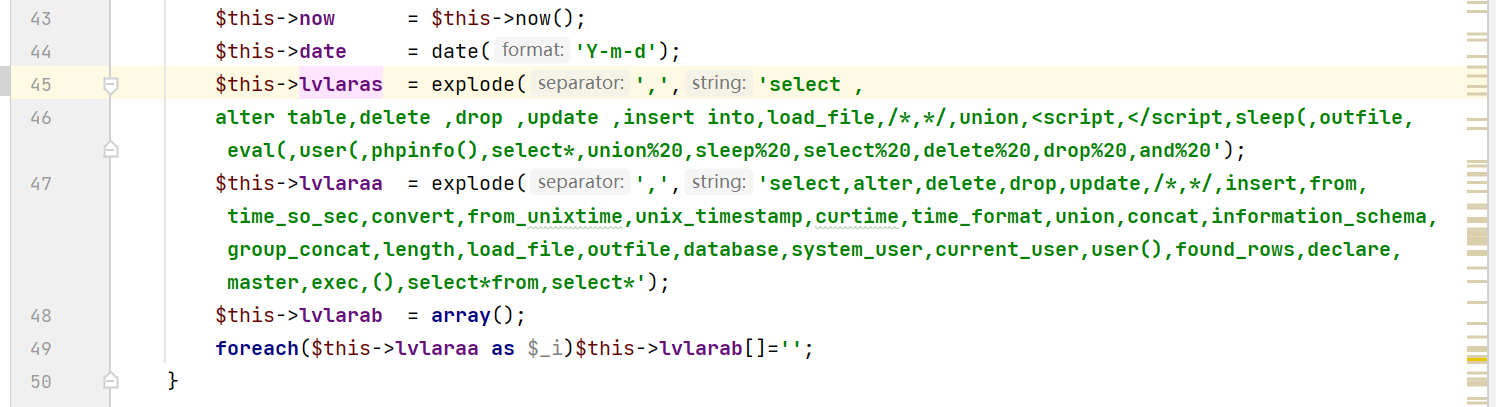 43 $this->now = $this->now();
44 $this->date = date( format: 'Y-m-d');
45 $this->lvlaras = explode( separator: ',', string: 'select ,
46 alter table,delete ,drop ,update ,insert into,load_file,/*,*/,union,<script,</script,sleep(,outfile,
eval(,user(,phpinfo(),select*,union%20,sleep%20,select%20,delete%20,drop%20,and%20');
47 $this->lvlaraa = explode( separator: ',', string: 'select,alter,delete,drop,update,/*,*/,insert,from,
time_so_sec,convert,from_unixtime,unix_timestamp,curtime,time_format,union,concat,information_schema,
group_concat,length,load_file,outfile,database,system_user,current_user,user(),found_rows,declare,
master,exec,(),select*from,select*');
48 $this->lvlarab = array();
49 foreach($this->lvlaraa as $_i)$this->lvlarab[]='';
50 }